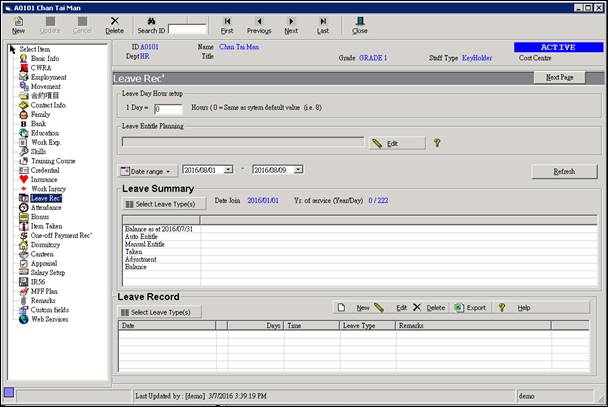 A0101 Chan Tai Man
New Update Cancel Delete Search ID First Previous Next Last Close
Select Item
Basic Info
CWRA
Employment
Movement
合約項目
Contact Info.
Family
Bank
Education
Work Exp.
Skills
Training Course
Credential
Insurance
Work Injury
Leave Rec'
Attendance
Bonus
Item Taken
One-off Payment Rec'
Dormitory
Canteen
Appraisal
Salary Setup
IR56
MPF Plan
Remarks
Custom fields
Web Services
ID A0101 Name Chan Tai Man ACTIVE
Dept HR Title Grade GRADE 1 Staff Type KeyHolder Cost Centre
Leave Rec' Next Page
Leave Day Hour setup
1 Day = 0 Hours ( 0 = Same as sytem default value (i.e. 8)
Leave Entitle Planning
Edit ?
Date range 2016/08/01 - 2016/08/09 Refresh
Leave Summary
Select Leave Type(s) Date Join 2016/01/01 Yr. of service (Year/Day) 0 / 222
Balance as at 2016/07/31
Auto Entitle
Manual Entitle
Taken
Adjustment
Balance
Leave Record
Select Leave Type(s) New Edit Delete Export ? Help
Date Days Time Leave Type Remarks
Last Updated by : [demo] 3/7/2016 3:39:19 PM demo